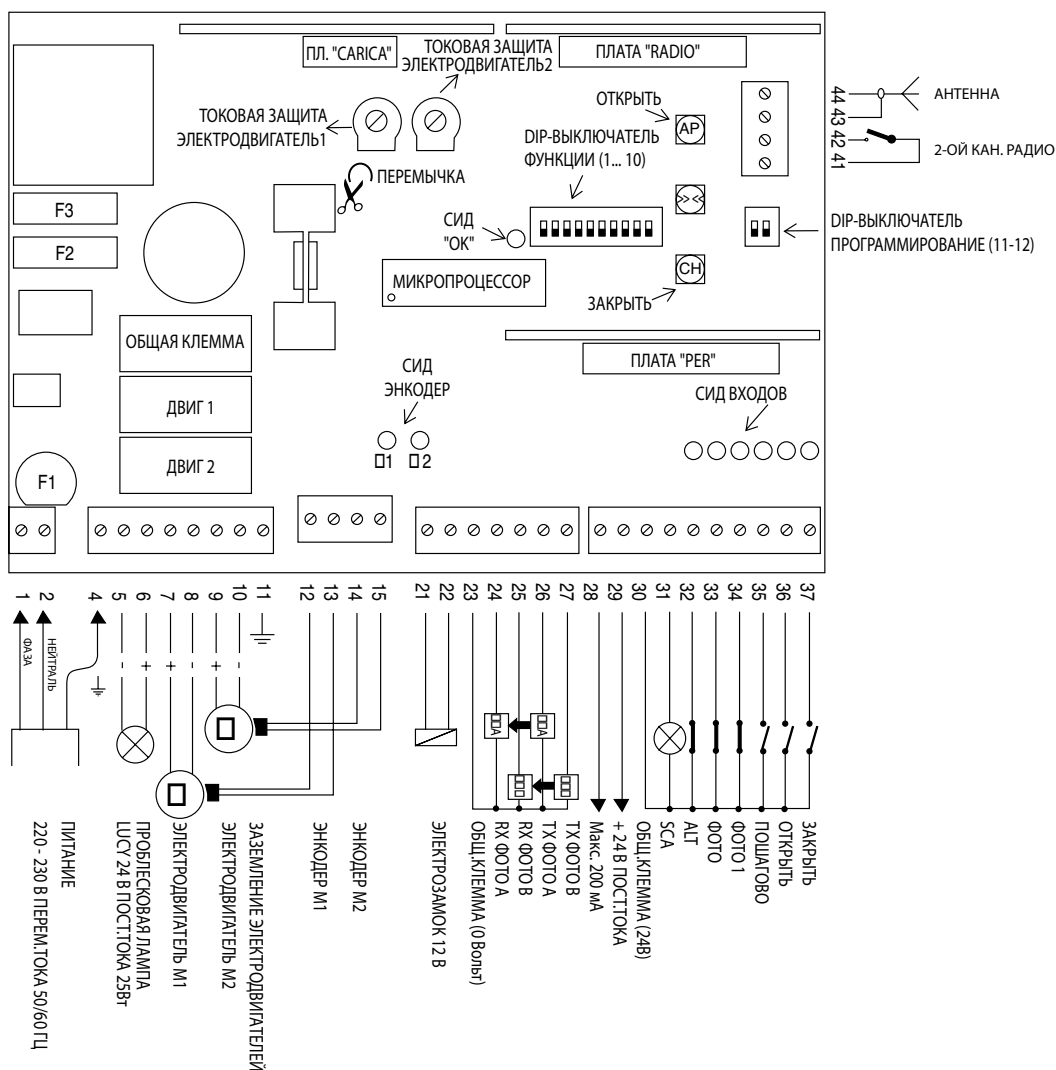 ПЛ. "CARICA"
ТОКОВАЯ ЗАЩИТА
ЭЛЕКТРОДВИГАТЕЛЬ2
ПЛАТА "RADIO"
ТОКОВАЯ ЗАЩИТА
ЭЛЕКТРОДВИГАТЕЛЬ1
ОТКРЫТЬ
AP
DIP-ВЫКЛЮЧАТЕЛЬ
ФУНКЦИИ (1... 10)
44
43
42
41
АНТЕННА
2-ОЙ КАН. РАДИО
ПЕРЕМЫЧКА
>> <<
F3
F2
СИД
"OK"
DIP-ВЫКЛЮЧАТЕЛЬ
ПРОГРАММИРОВАНИЕ (11-12)
МИКРОПРОЦЕССОР
CH
ЗАКРЫТЬ
ОБЩАЯ КЛЕММА
ПЛАТА "PER"
СИД
ЭНКОДЕР
СИД ВХОДОВ
ДВИГ 1
ДВИГ 2
1
2
F1
1
2
4
5
6
7
8
9
10
11
12
13
14
15
21
22
23
24
25
26
27
28
29
30
31
32
33
34
35
36
37
ФАЗА
НЕЙТРАЛЬ
- + + - + -
A
A
ПИТАНИЕ
220 - 230 В ПЕРЕМ.ТОКА 50/60 ГЦ
ПРОБЛЕСКОВАЯ ЛАМПА
LUCY 24 В ПОСТ.ТОКА 25Вт
ЭЛЕКТРОДВИГАТЕЛЬ М1
ЭЛЕКТРОДВИГАТЕЛЬ М2
ЗАЗЕМЛЕНИЕ ЭЛЕКТРОДВИГАТЕЛЕЙ
ЭНКОДЕР М1
ЭНКОДЕР М2
ЭЛЕКТРОЗАМОК 12 В
ОБЩ.КЛЕММА (0 Вольт)
RX ФОТО А
RX ФОТО В
TX ФОТО А
TX ФОТО В
Макс. 200 мА
+ 24 В ПОСТ.ТОКА
ОБЩ.КЛЕММА (24В)
SCA
ALT
ФОТО
ФОТО 1
ПОШАГОВО
ОТКРЫТЬ
ЗАКРЫТЬ